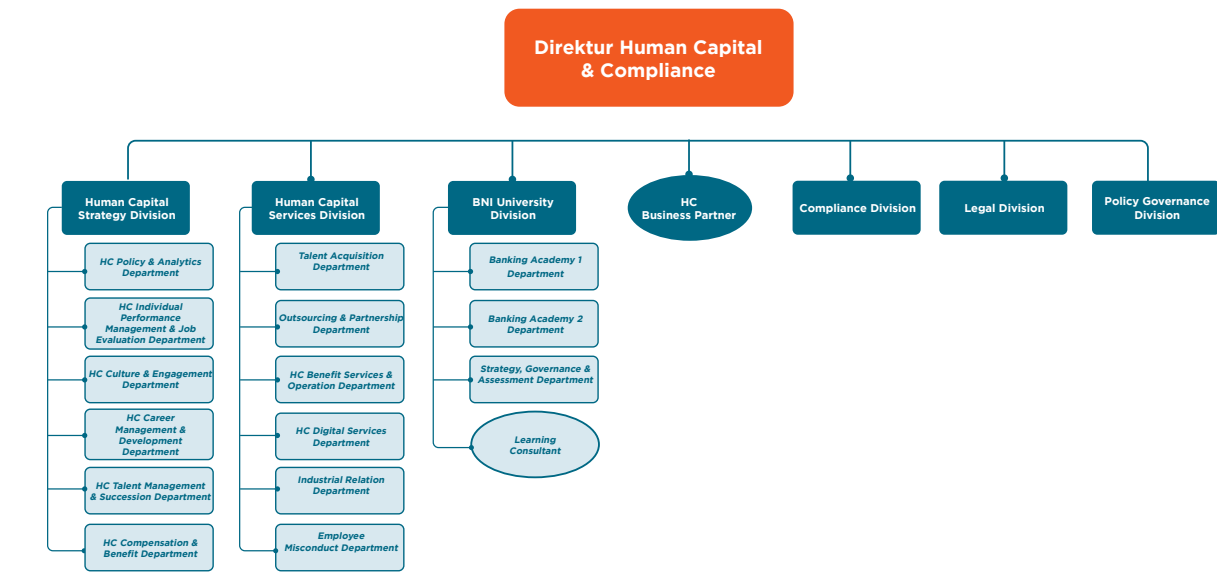 Direktur Human Capital
& Compliance
Human Capital
Strategy Division
Human Capital
Services Division
BNI University
Division
HC
Business Partner
Compliance Division
Legal Division
Policy Governance
Division
HC Policy & Analytics
Department
HC Individual
Performance
Management & Job
Evaluation Department
HC Culture & Engagement
Department
HC Career
Management &
Development
Department
HC Talent Management
& Succession Department
HC Compensation &
Benefit Department
Talent Acquisition
Department
Outsourcing & Partnership
Department
HC Benefit Services &
Operation Department
HC Digital Services
Department
Industrial Relation
Department
Employee
Misconduct Department
Banking Academy 1
Department
Banking Academy 2
Department
Strategy, Governance &
Assessment Department
Learning
Consultant